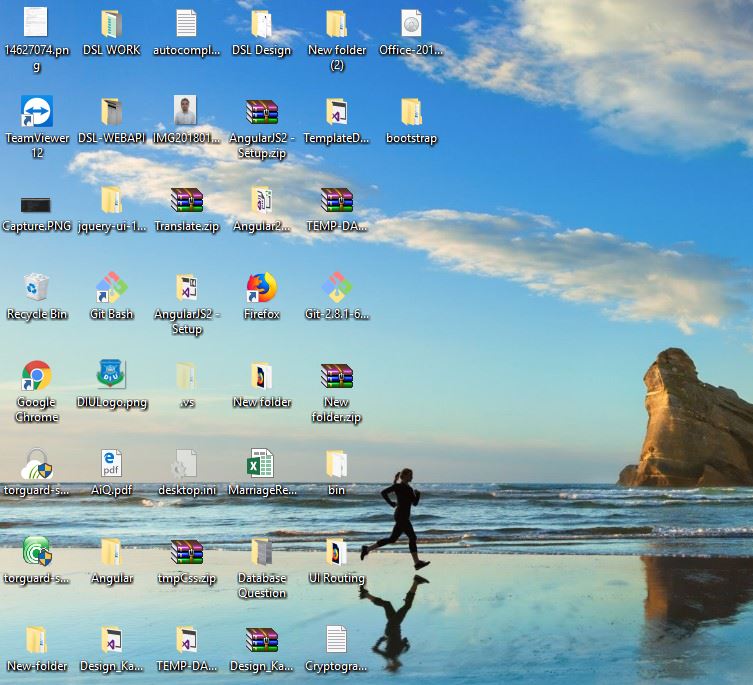 14627074.png
DSL WORK
autocompl...
DSL Design
New folder (2)
Office-201...
TeamViewer 12
DSL-WEBAPI
IMG201801...
AngularJS2 - Setup.zip
TemplateD...
bootstrap
Capture.PNG
jquery-ui-1...
Translate.zip
Angular2...
TEMP-DA...
Recycle Bin
Git Bash
AngularJS2 - Setup
Firefox
Git-2.8.1-6...
Google Chrome
DIULogo.png
.vs
New folder
New folder.zip
torguard-s...
AiQ.pdf
desktop.ini
MarriageRe...
bin
torguard-s...
Angular
tmpCss.zip
Database Question
UI Routing
New-folder
Design_Ka...
TEMP-DA...
Design_Ka...
Cryptogra...